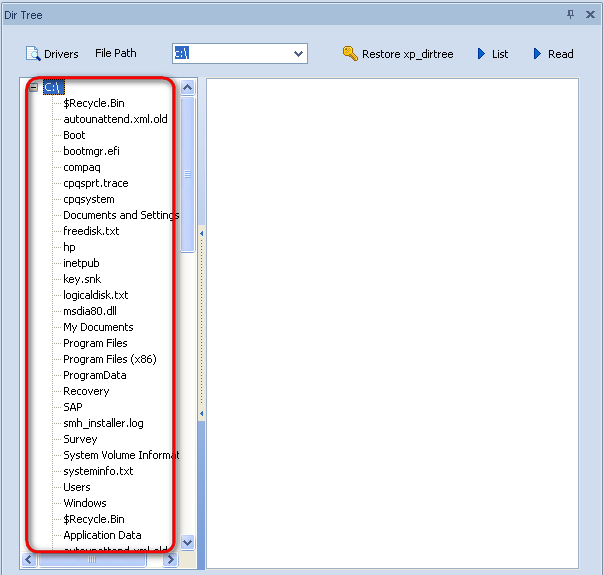 Dir Tree
Drivers File Path c:\ Restore xp_dirtree List Read
C:\
$Recycle.Bin
autounattend.xml.old
Boot
bootmgr.efi
compaq
cpqsprt.trace
cpqsystem
Documents and Settings
freedisk.txt
hp
inetpub
key.snk
logicaldisk.txt
msdia80.dll
My Documents
Program Files
Program Files (x86)
ProgramData
Recovery
SAP
smh_installer.log
Survey
System Volume Informat
systeminfo.txt
Users
Windows
$Recycle.Bin
Application Data
autounattend.xml.old